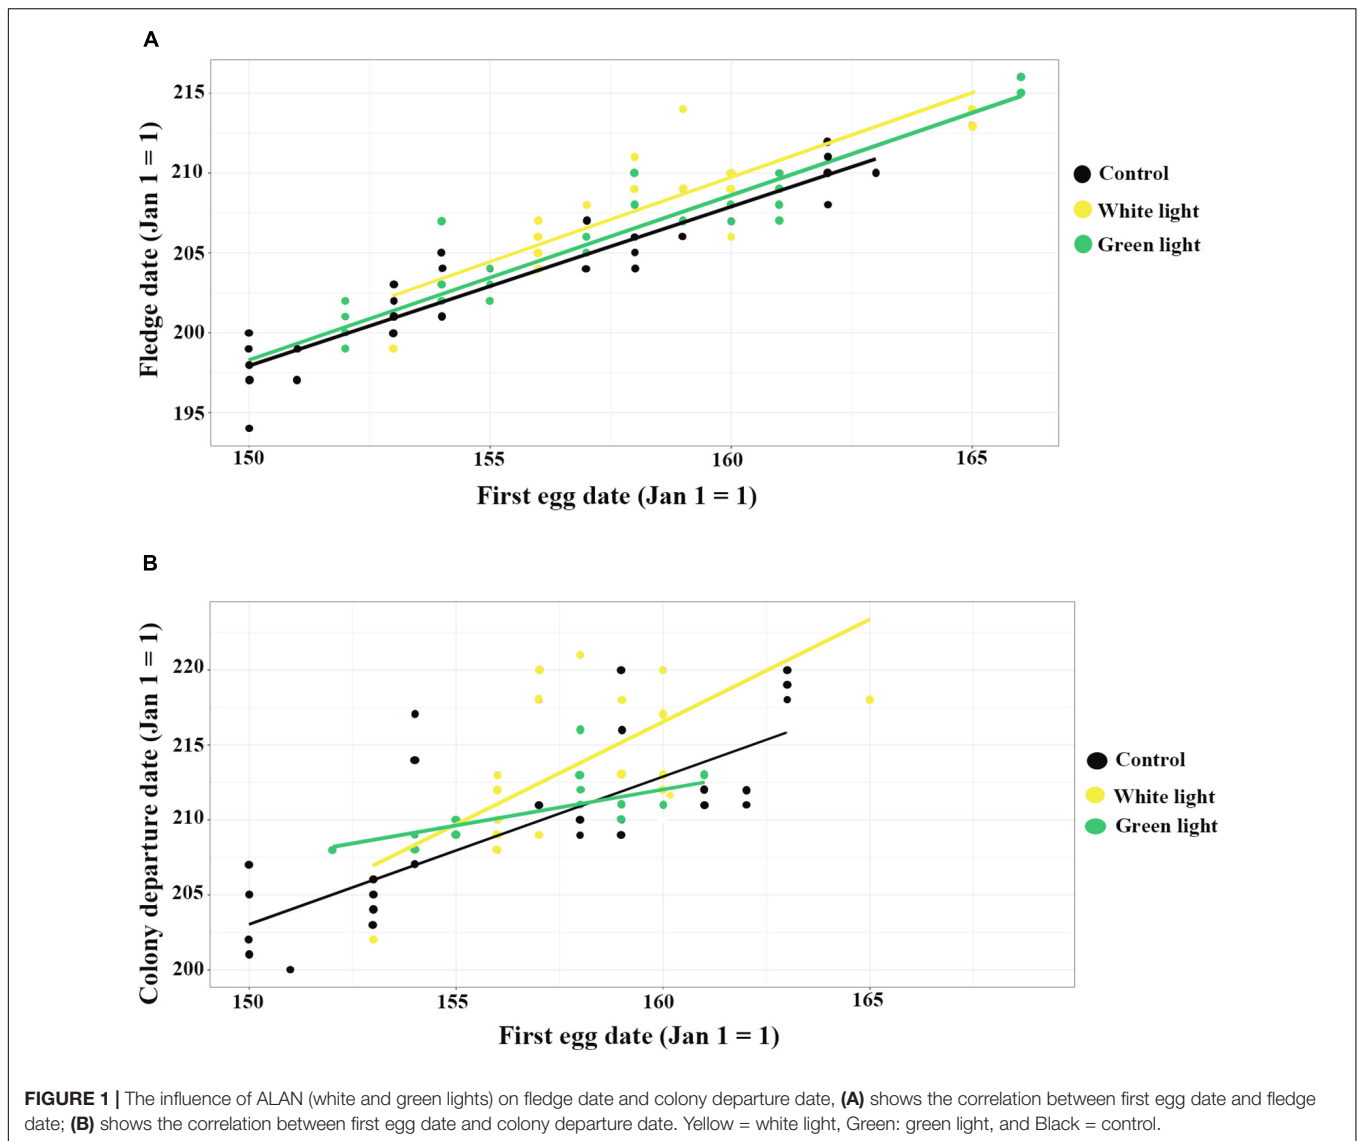 A
Fledge date (Jan 1 = 1)
215
210
205
200
195
150 155 160 165
First egg date (Jan 1 = 1)
Control
White light
Green light
B
Colony departure date (Jan 1 = 1)
220
215
210
205
200
150 155 160 165
First egg date (Jan 1 = 1)
Control
White light
Green light
FIGURE 1 | The influence of ALAN (white and green lights) on fledge date and colony departure date, (A) shows the correlation between first egg date and fledge
date; (B) shows the correlation between first egg date and colony departure date. Yellow = white light, Green: green light, and Black = control.